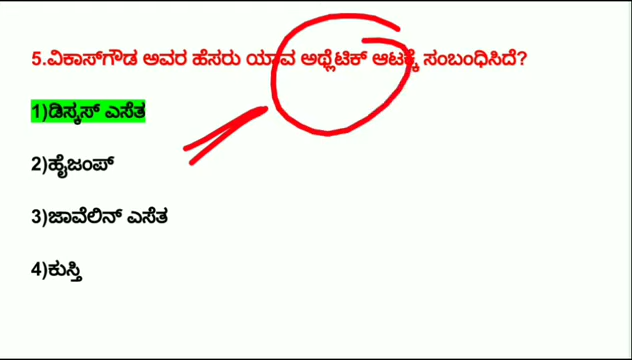 5.ವಿಕಾಸ್‌ಗೌಡ ಅವರ ಹೆಸರು ಯಾವ ಅಥ್ಲೆಟಿಕ್ ಆಟಕ್ಕೆ ಸಂಬಂಧಿಸಿದೆ?
1)ಡಿಸ್ಕಸ್ ಎಸೆತ
2)ಹೈಜಂಪ್
3)ಜಾವೆಲಿನ್ ಎಸೆತ
4)ಕುಸ್ತಿ